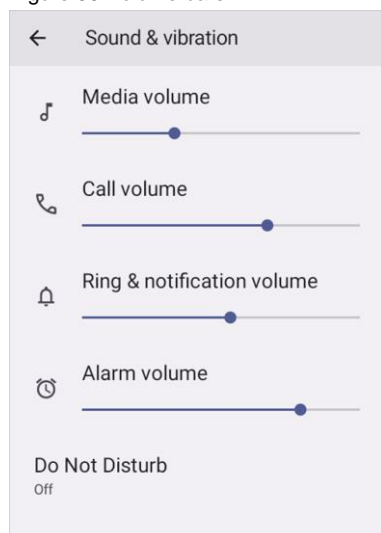 Sound & vibration
Media volume
Call volume
Ring & notification volume
Alarm volume
Do Not Disturb
Off